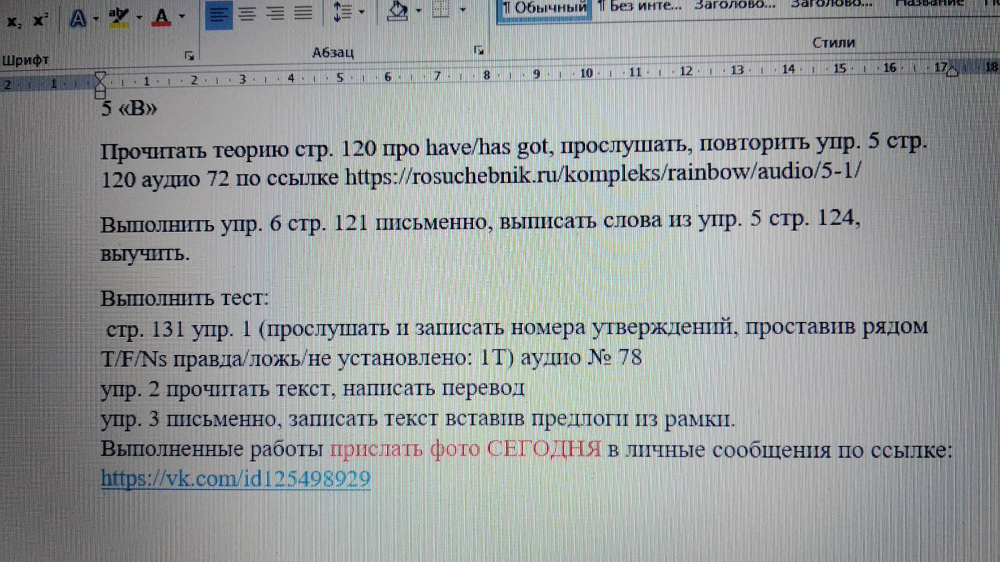 ¶ Обычный ¶ Без инте... Заголово... Заголово... Название
Шрифт Абзац Стили
2 1 1 2 3 4 5 6 7 8 9 10 11 12 13 14 15 16 17 18
5 «В»
Прочитать теорию стр. 120 про have/has got, прослушать, повторить упр. 5 стр.
120 аудио 72 по ссылке https://rosuchebnik.ru/kompleks/rainbow/audio/5-1/
Выполнить упр. 6 стр. 121 письменно, выписать слова из упр. 5 стр. 124,
выучить.
Выполнить тест:
стр. 131 упр. 1 (прослушать и записать номера утверждений, проставив рядом
T/F/Ns правда/ложь/не установлено: 1T) аудио № 78
упр. 2 прочитать текст, написать перевод
упр. 3 письменно, записать текст вставив предлоги из рамки.
Выполненные работы прислать фото СЕГОДНЯ в личные сообщения по ссылке:
https://vk.com/id125498929